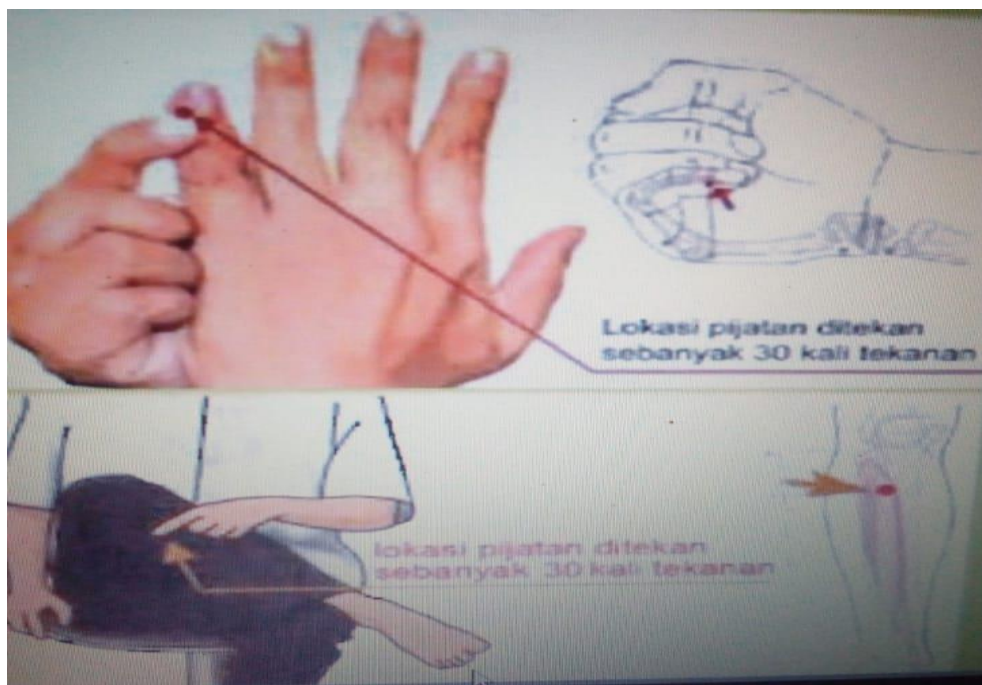 Lokasi pijatan ditekan
sebanyak 30 kali tekanan
lokasi pijatan ditekan
sebanyak 30 kali tekanan